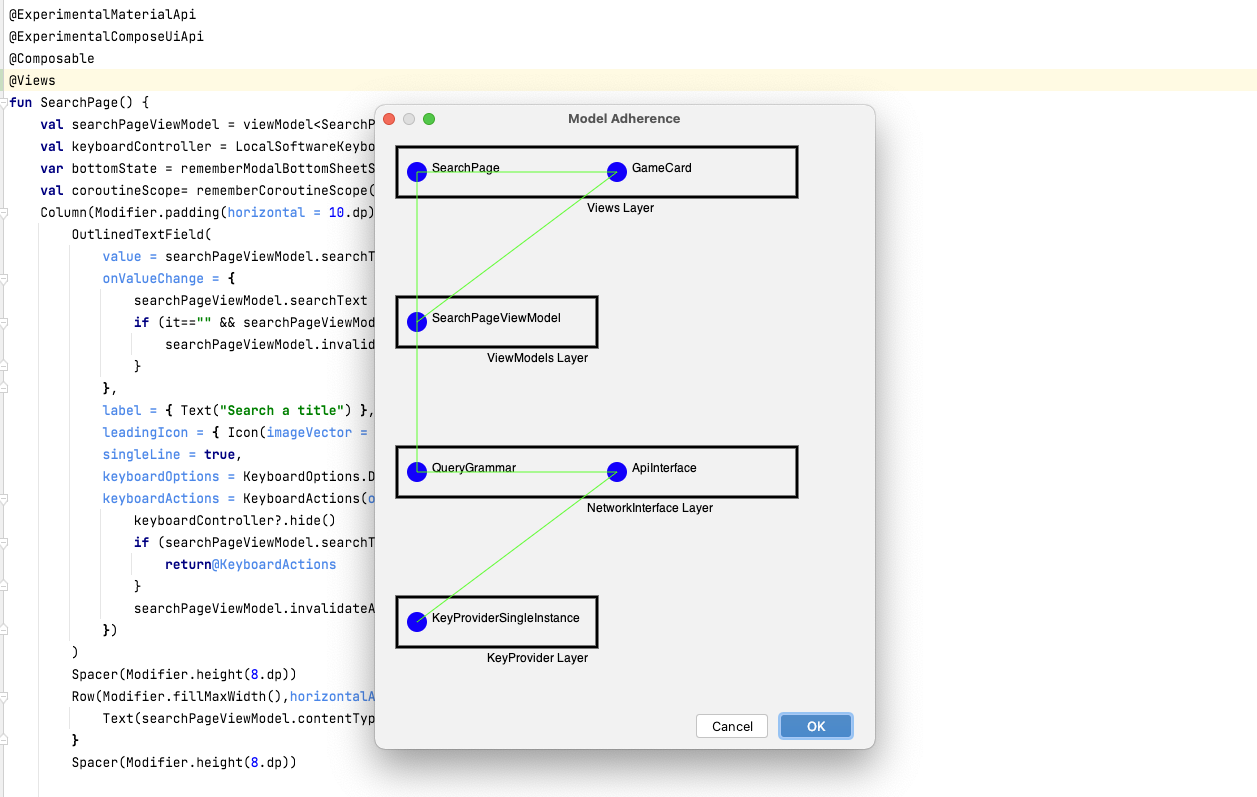 @ExperimentalMaterialApi
@ExperimentalComposeUiApi
@Composable
@Views
fun SearchPage() {
val searchPageViewModel = viewModel<SearchP
val keyboardController = LocalSoftwareKeybo
var bottomState = rememberModalBottomSheetS
val coroutineScope= rememberCoroutineScope(
Column(Modifier.padding(horizontal = 10.dp)
OutlinedTextField(
value = searchPageViewModel.searchT
onValueChange = {
searchPageViewModel.searchText
if (it=="" && searchPageViewMod
searchPageViewModel.invalid
}
},
label = { Text("Search a title") },
leadingIcon = { Icon(imageVector =
singleLine = true,
keyboardOptions = KeyboardOptions.D
keyboardActions = KeyboardActions(o
keyboardController?.hide()
if (searchPageViewModel.searchT
return@KeyboardActions
}
searchPageViewModel.invalidateA
})
)
Spacer(Modifier.height(8.dp))
Row(Modifier.fillMaxWidth(),horizontalA
Text(searchPageViewModel.contentTyp
}
Spacer(Modifier.height(8.dp))
Model Adherence
SearchPage GameCard
Views Layer
SearchPageViewModel
ViewModels Layer
QueryGrammar ApiInterface
NetworkInterface Layer
KeyProviderSingleInstance
KeyProvider Layer
Cancel OK